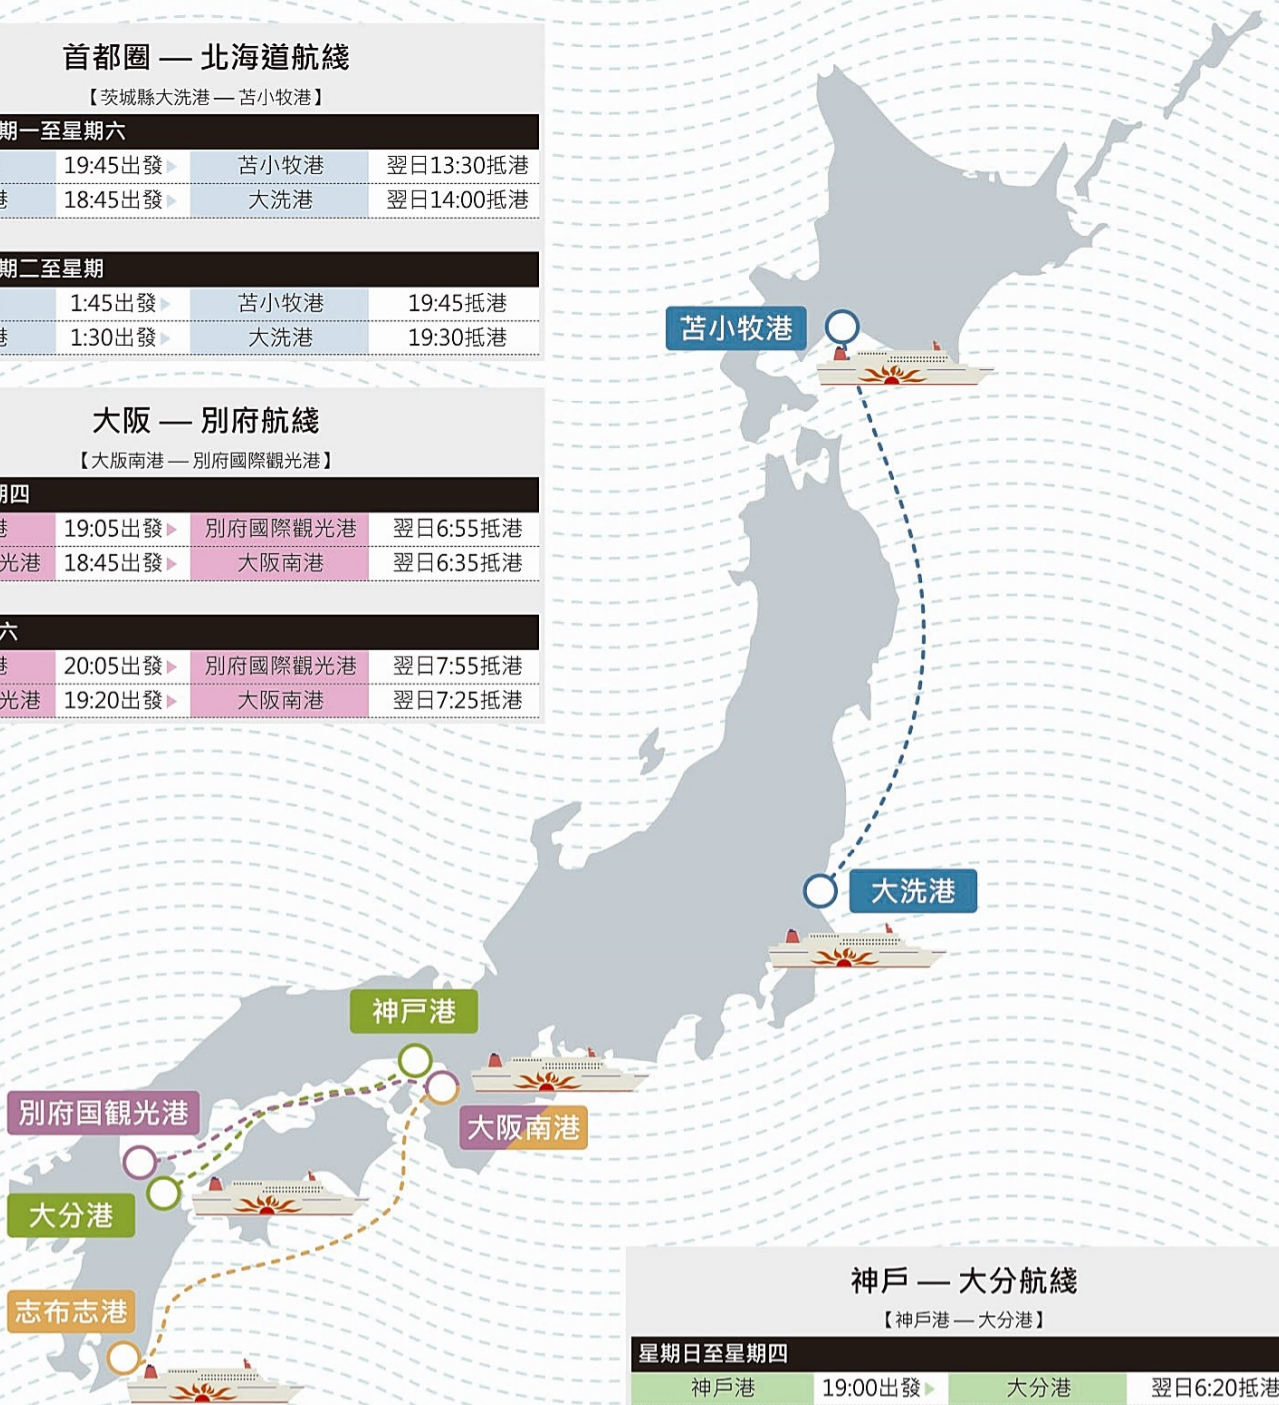 首都圈 — 北海道航綫
【茨城縣大洗港 — 苫小牧港】
期一至星期六
19:45出發 苫小牧港 翌日13:30抵港
港 18:45出發 大洗港 翌日14:00抵港
期二至星期
1:45出發 苫小牧港 19:45抵港
港 1:30出發 大洗港 19:30抵港
大阪 — 別府航綫
【大版南港 — 別府國際觀光港】
期四
港 19:05出發 別府國際觀光港 翌日6:55抵港
光港 18:45出發 大阪南港 翌日6:35抵港
六
港 20:05出發 別府國際觀光港 翌日7:55抵港
光港 19:20出發 大阪南港 翌日7:25抵港
苫小牧港
大洗港
神戸港
別府国観光港
大阪南港
大分港
志布志港
神戶 — 大分航綫
【神戶港 — 大分港】
星期日至星期四
神戶港 19:00出發 大分港 翌日6:20抵港